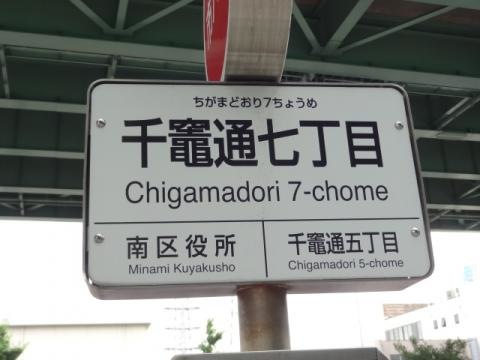 ちがまどおり7ちょうめ
千竈通七丁目
Chigamadori 7-chome
南区役所
Minami Kuyakusho
千竈通五丁目
Chigamadori 5-chome